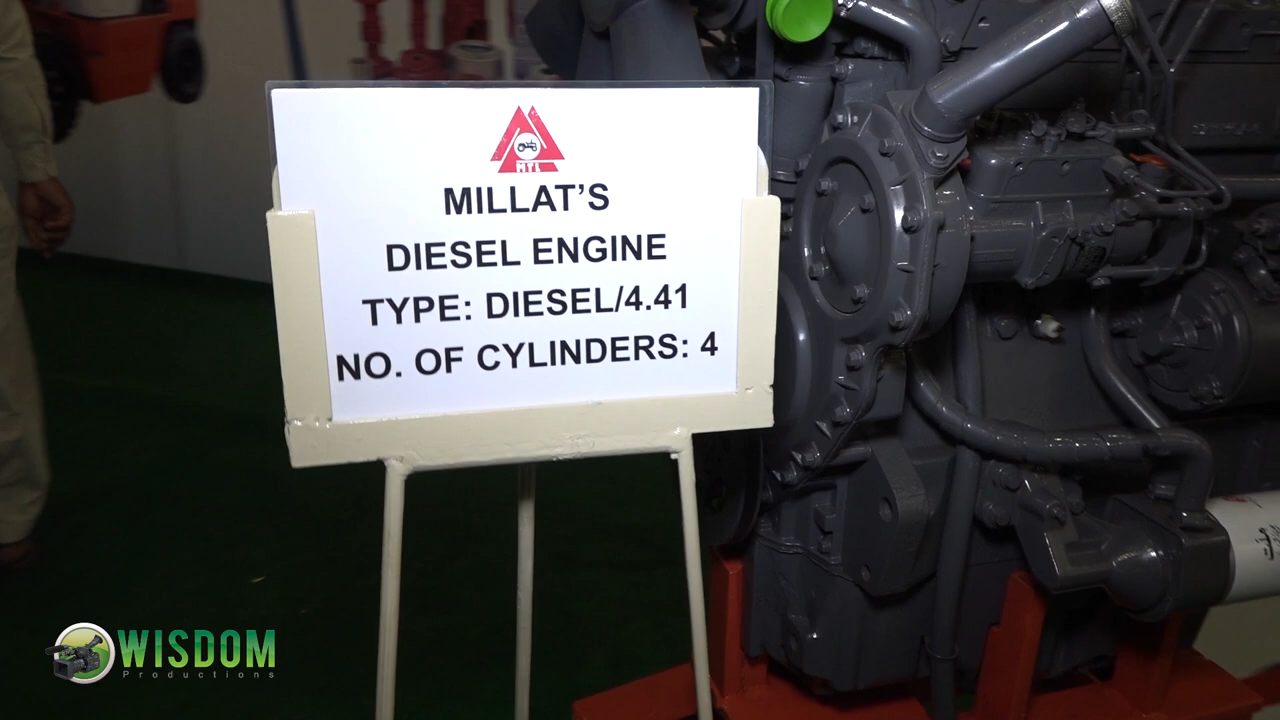 MTL
MILLAT'S
DIESEL ENGINE
TYPE: DIESEL/4.41
NO. OF CYLINDERS: 4
WISDOM
Productions